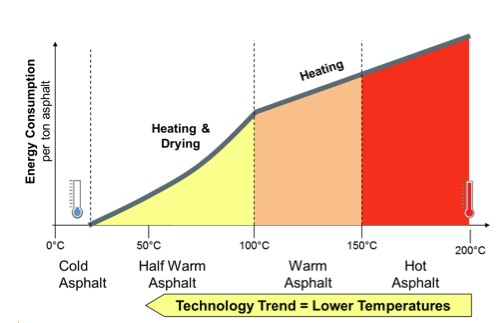 Energy Consumption
per ton asphalt
Heating &
Drying
Heating
0°C
50°C
100°C
150°C
200°C
Cold
Asphalt
Half Warm
Asphalt
Warm
Asphalt
Hot
Asphalt
Technology Trend = Lower Temperatures